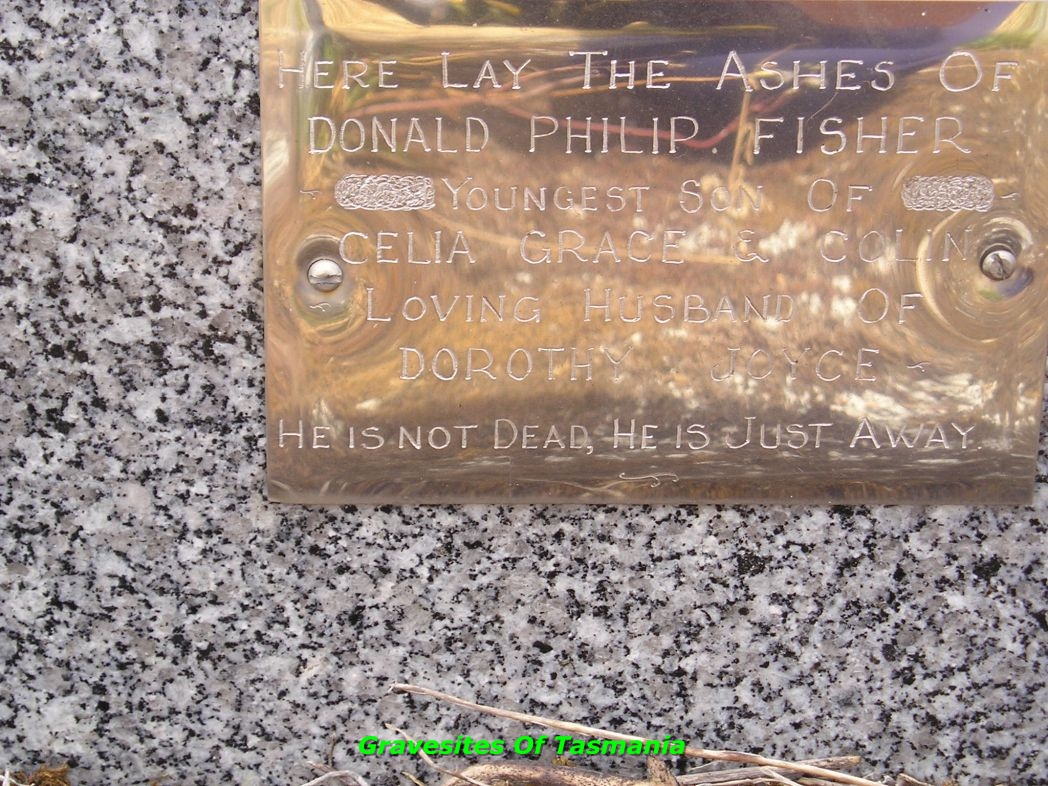 HERE LAY THE ASHES OF
DONALD PHILIP. FISHER
~ YOUNGEST SON OF ~
CELIA GRACE & COLIN
~ LOVING HUSBAND OF
DOROTHY JOYCE ~
HE IS NOT DEAD, HE IS JUST AWAY.
Gravesites Of Tasmania